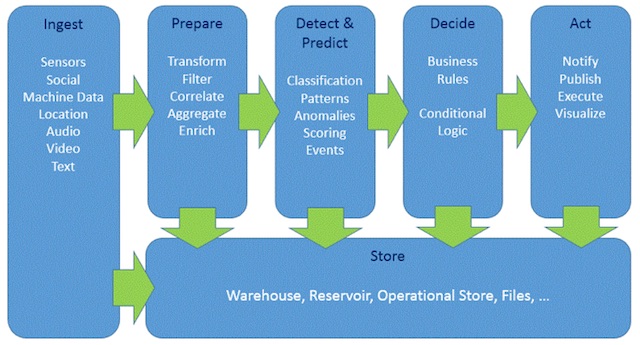 Ingest
Sensors
Social
Machine Data
Location
Audio
Video
Text
Prepare
Transform
Filter
Correlate
Aggregate
Enrich
Detect &
Predict
Classification
Patterns
Anomalies
Scoring
Events
Decide
Business
Rules
Conditional
Logic
Act
Notify
Publish
Execute
Visualize
Store
Warehouse, Reservoir, Operational Store, Files, ...